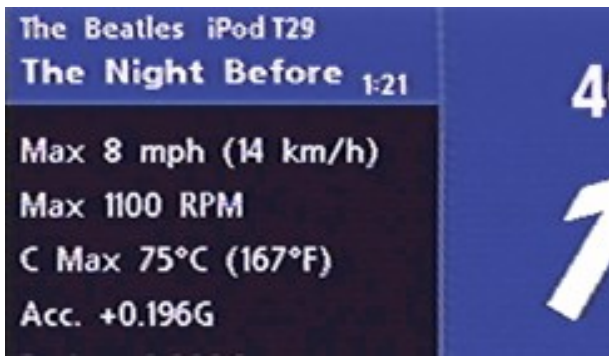 The Beatles iPod T29
The Night Before 1:21
Max 8 mph (14 km/h)
Max 1100 RPM
C Max 75°C (167°F)
Acc. +0.196G